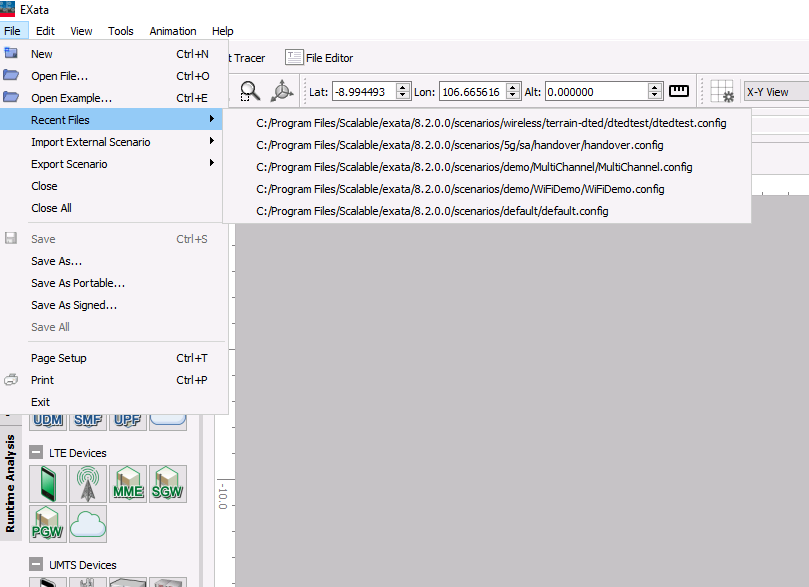 EXata
File Edit View Tools Animation Help
New Ctrl+N
t Tracer File Editor
Open File... Ctrl+O
Open Example... Ctrl+E
Lat: -8.994493 Lon: 106.665616 Alt: 0.000000 X-Y View
Recent Files
C:/Program Files/Scalable/exata/8.2.0.0/scenarios/wireless/terrain-dted/dtedtest/dtedtest.config
C:/Program Files/Scalable/exata/8.2.0.0/scenarios/5g/sa/handover/handover.config
C:/Program Files/Scalable/exata/8.2.0.0/scenarios/demo/MultiChannel/MultiChannel.config
C:/Program Files/Scalable/exata/8.2.0.0/scenarios/demo/WiFiDemo/WiFiDemo.config
C:/Program Files/Scalable/exata/8.2.0.0/scenarios/default/default.config
Import External Scenario
Export Scenario
Close
Close All
Save Ctrl+S
Save As...
Save As Portable...
Save As Signed...
Save All
Page Setup Ctrl+T
Print Ctrl+P
Exit
UDM SMF UPF
Runtime Analysis
LTE Devices
MME SGW
PGW
-10.0
UMTS Devices